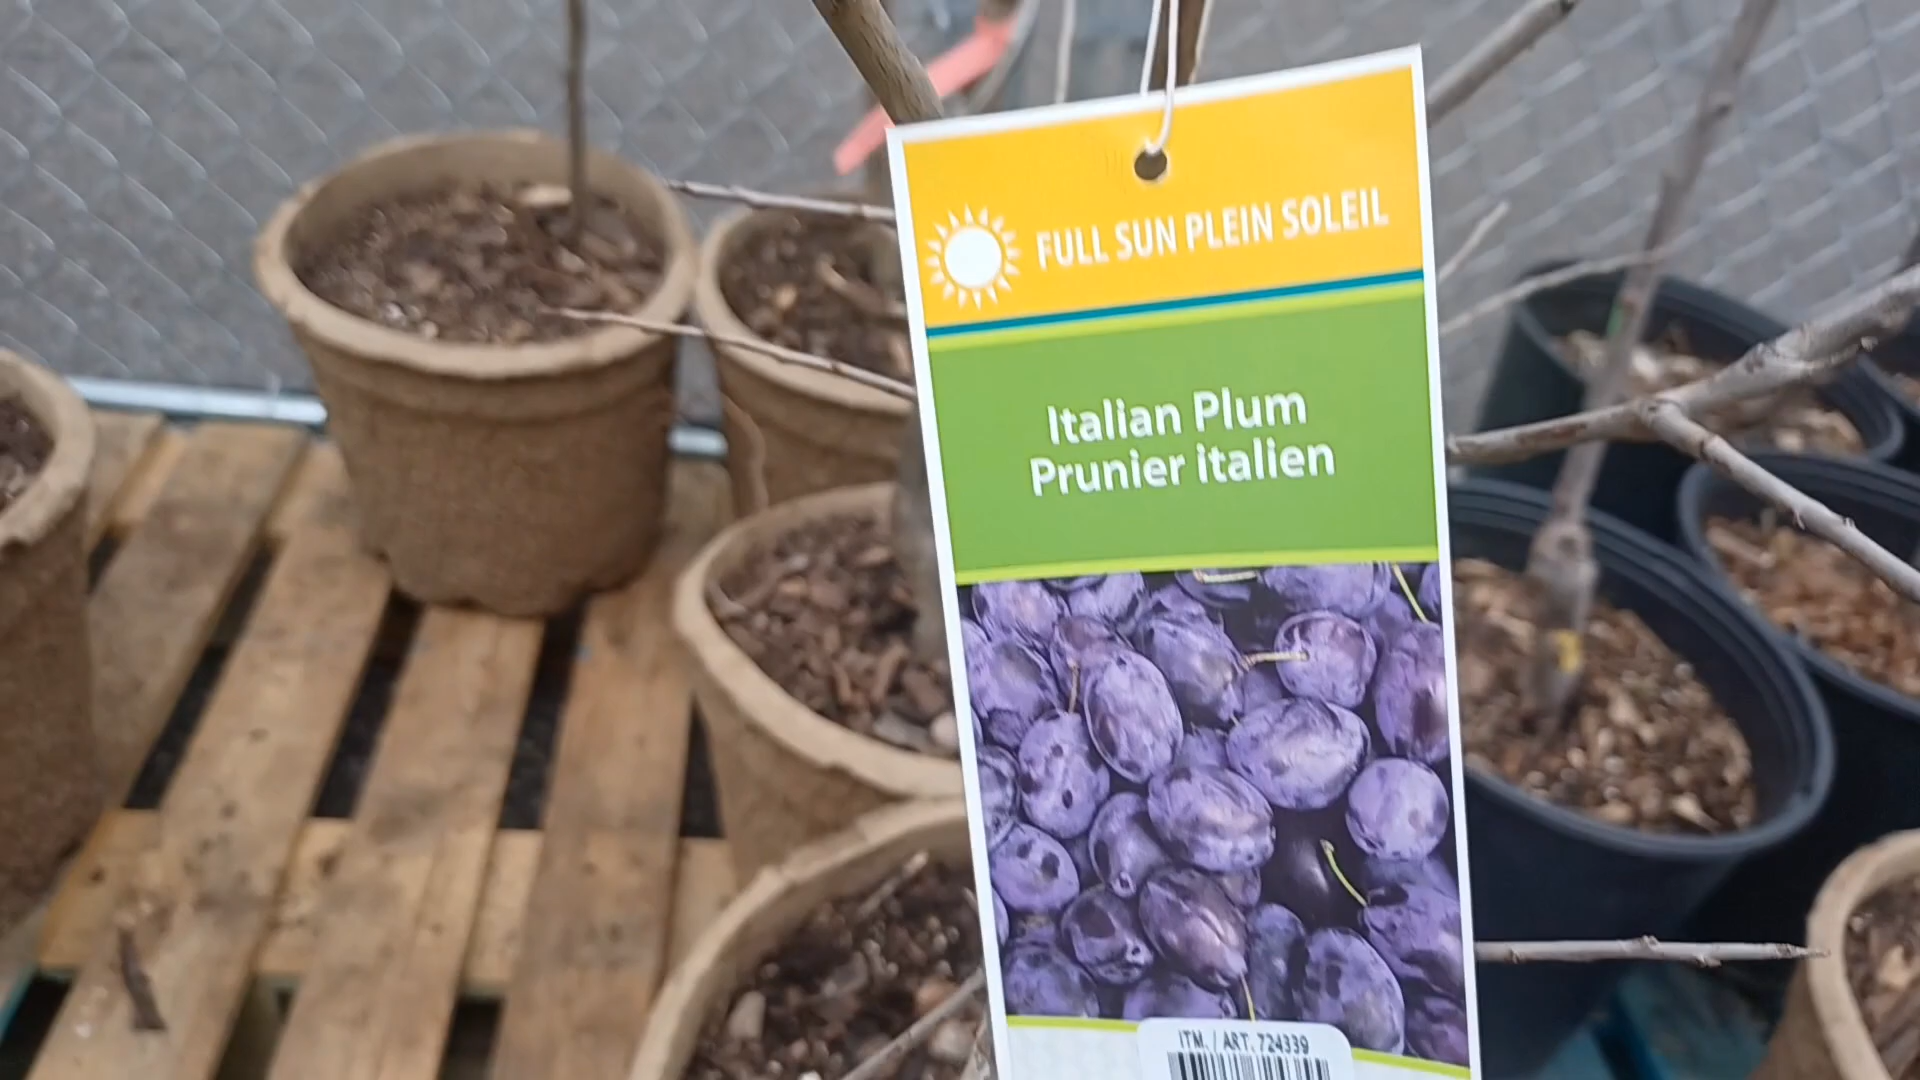 FULL SUN PLEIN SOLEIL
Italian Plum
Prunier italien
ITM. / ART. 724339